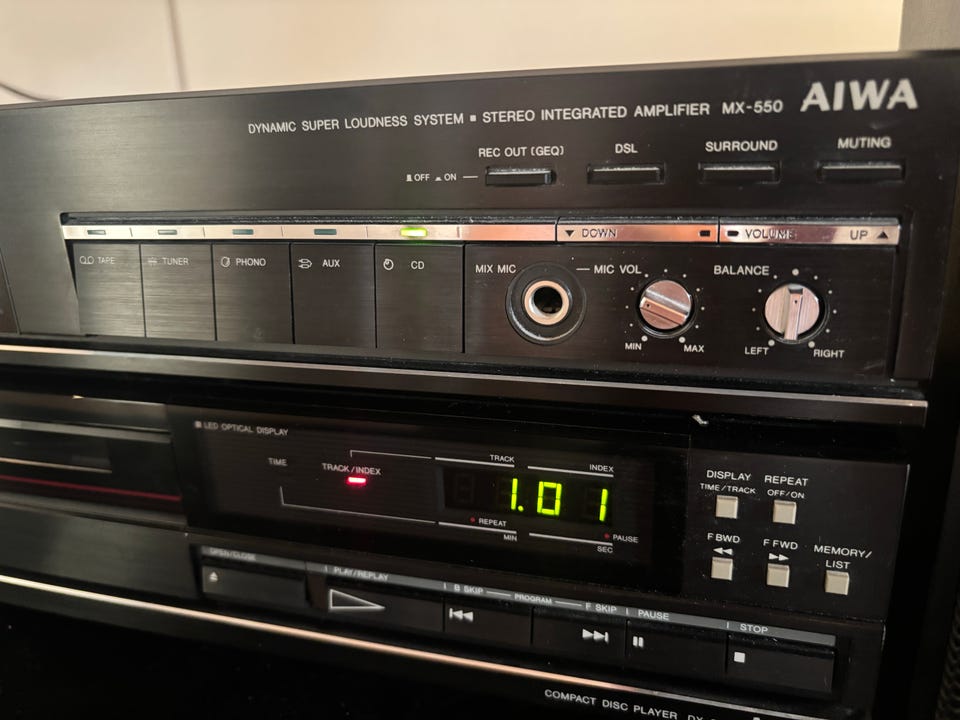 AIWA
DYNAMIC SUPER LOUDNESS SYSTEM ■ STEREO INTEGRATED AMPLIFIER MX-550
REC OUT (GEQ) DSL SURROUND MUTING
OFF ON
▼ DOWN VOLUME UP ▲
TAPE TUNER PHONO AUX CD
MIX MIC MIC VOL BALANCE
MIN MAX LEFT RIGHT
LED OPTICAL DISPLAY
TIME TRACK/INDEX TRACK INDEX
1.01
REPEAT PAUSE
MIN SEC
DISPLAY REPEAT
TIME/TRACK OFF/ON
F BWD F FWD MEMORY/
LIST
OPEN/CLOSE PLAY/REPLAY B SKIP PROGRAM F SKIP PAUSE STOP
COMPACT DISC PLAYER